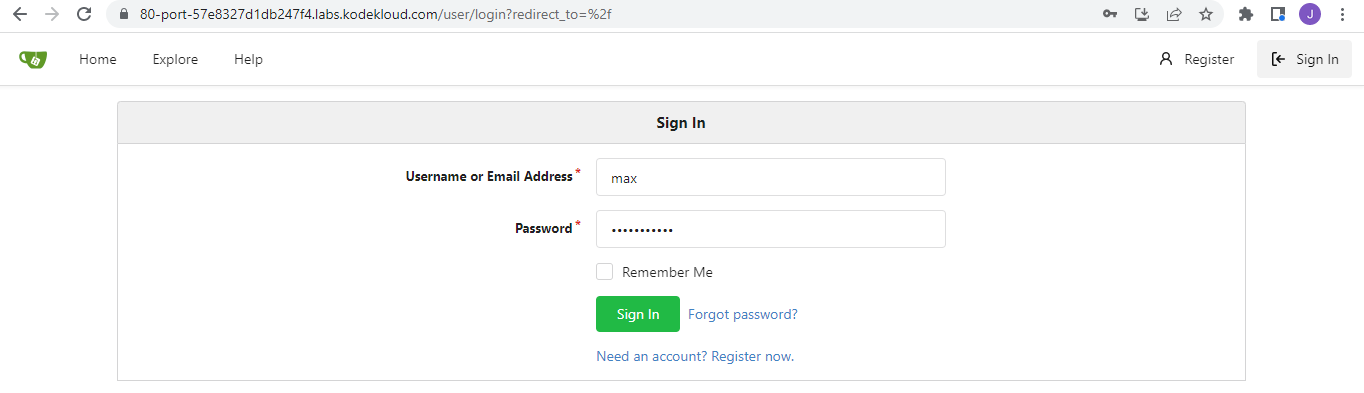 80-port-57e8327d1db247f4.labs.kodekloud.com/user/login?redirect_to=%2f
J
Home Explore Help Register Sign In
Sign In
Username or Email Address*
max
Password*
•••••••••••
Remember Me
Sign In Forgot password?
Need an account? Register now.